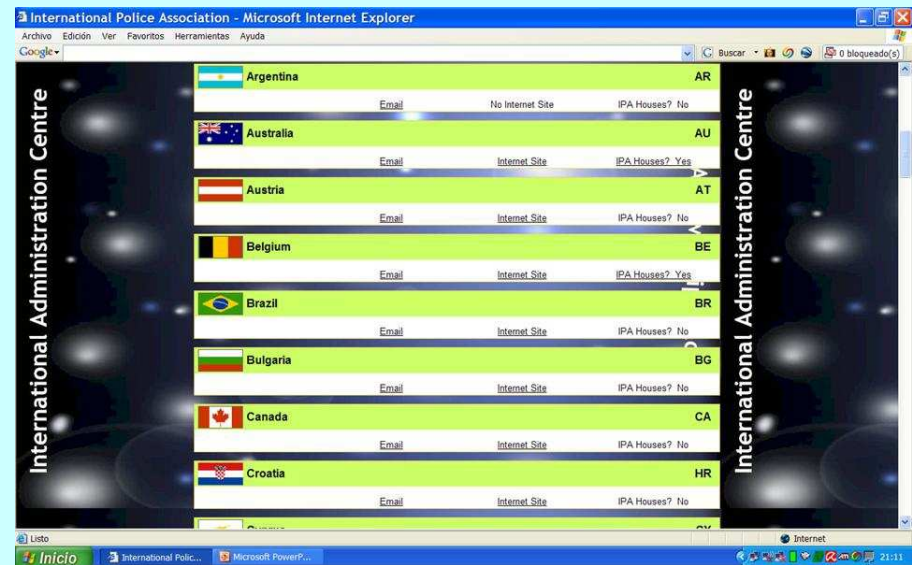 International Police Association - Microsoft Internet Explorer
Archivo Edición Ver Favoritos Herramientas Ayuda
Google Buscar 0 bloqueado(s)
International Administration Centre
International Administration Centre
Argentina AR
Email No Internet Site IPA Houses? No
Australia AU
Email Internet Site IPA Houses? Yes
Austria AT
Email Internet Site IPA Houses? No
Belgium BE
Email Internet Site IPA Houses? Yes
Brazil BR
Email Internet Site IPA Houses? No
Bulgaria BG
Email Internet Site IPA Houses? No
Canada CA
Email Internet Site IPA Houses? No
Croatia HR
Email Internet Site IPA Houses? No
Listo Internet
Inicio International Polic... Microsoft PowerP... 21:11